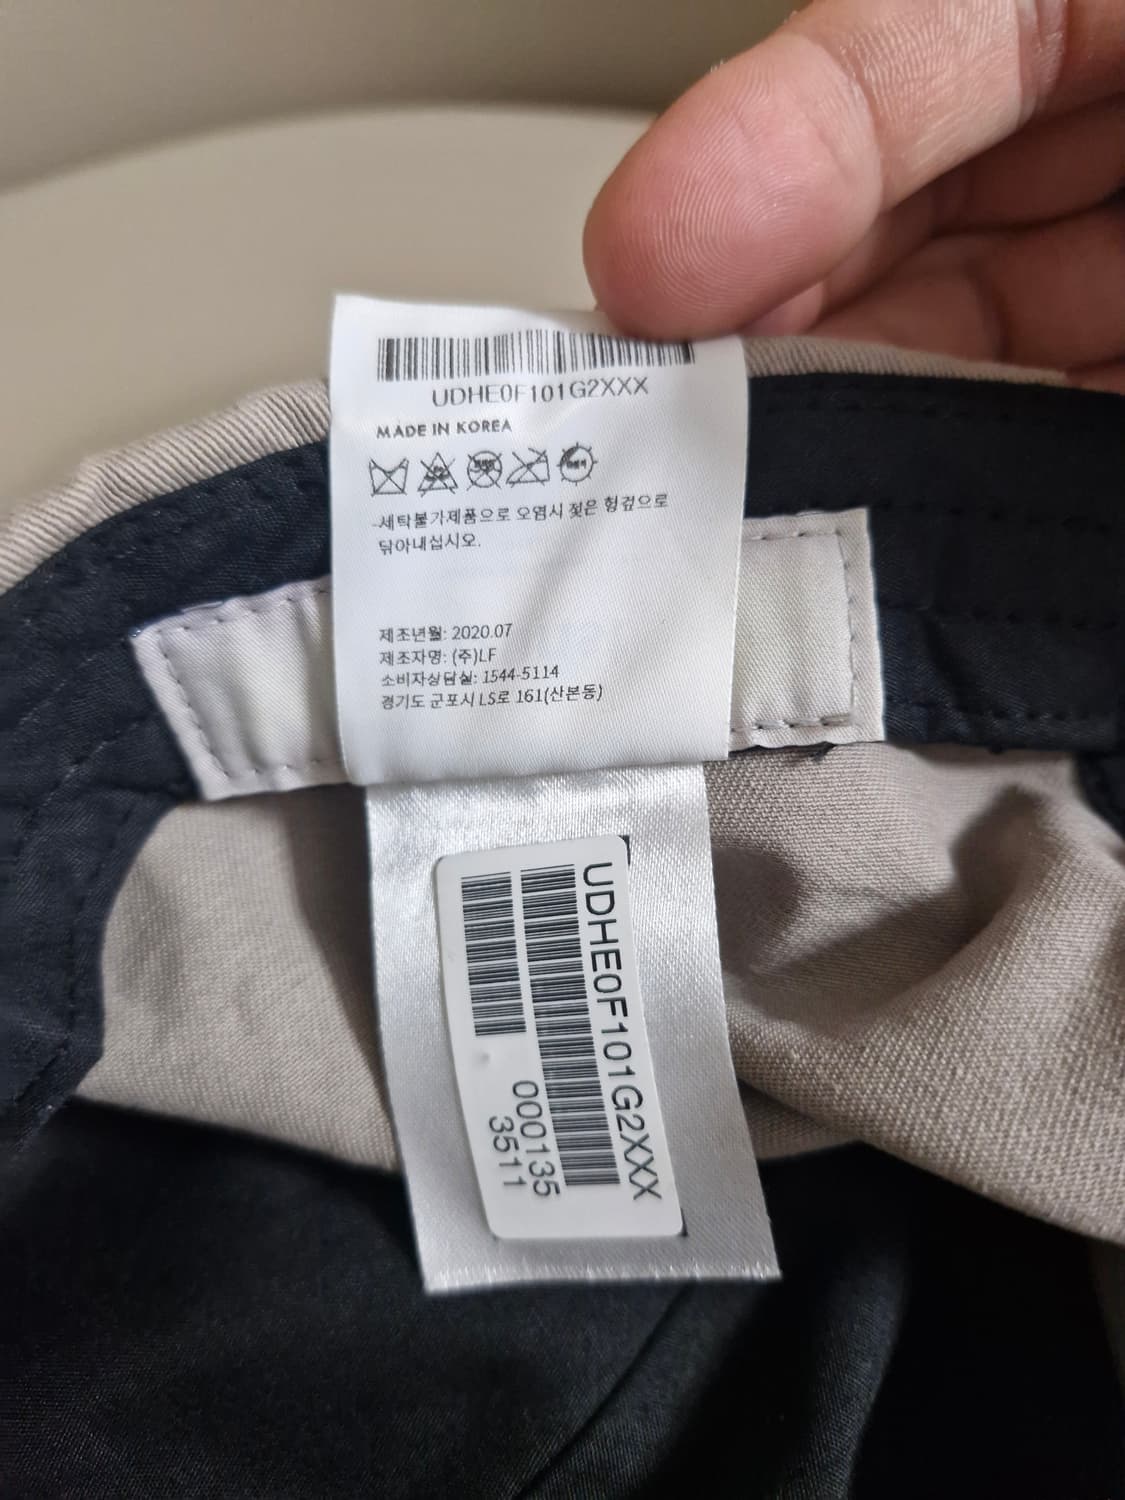 UDHE0F101G2XXX
MADE IN KOREA
-세탁불가제품으로 오염시 젖은 헝겊으로
닦아내십시오.
제조년월: 2020.07
제조자명: (주)LF
소비자상담실: 1544-5114
경기도 군포시 LS로 161(산본동)
UDHE0F101G2XXX
000135
3511